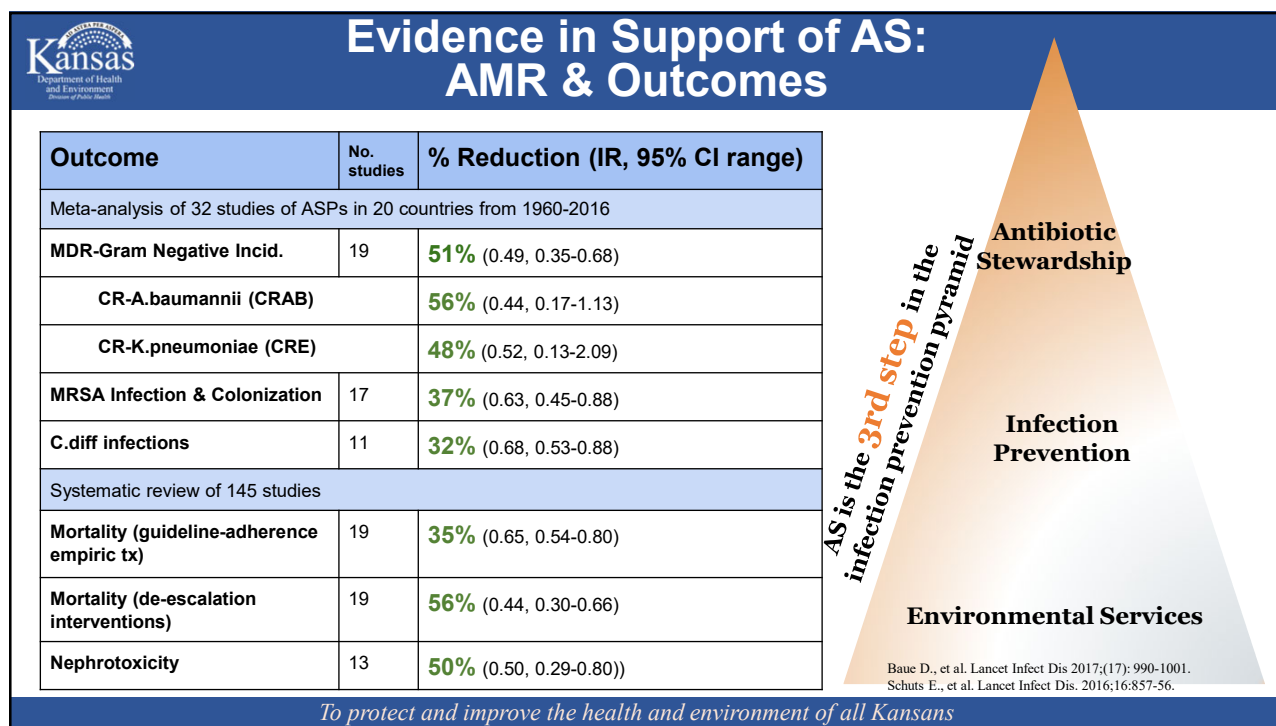 Kansas
Department of Health
and Environment
Division of Public Health
Evidence in Support of AS:
AMR & Outcomes
Outcome
No.
studies
% Reduction (IR, 95% CI range)
Meta-analysis of 32 studies of ASPs in 20 countries from 1960-2016
MDR-Gram Negative Incid.
19
51% (0.49, 0.35-0.68)
CR-A.baumannii (CRAB)
56% (0.44, 0.17-1.13)
CR-K.pneumoniae (CRE)
48% (0.52, 0.13-2.09)
MRSA Infection & Colonization
17
37% (0.63, 0.45-0.88)
C.diff infections
11
32% (0.68, 0.53-0.88)
Systematic review of 145 studies
Mortality (guideline-adherence
empiric tx)
19
35% (0.65, 0.54-0.80)
Mortality (de-escalation
interventions)
19
56% (0.44, 0.30-0.66)
Nephrotoxicity
13
50% (0.50, 0.29-0.80))
AS is the 3rd step in the
infection prevention pyramid
Antibiotic
Stewardship
Infection
Prevention
Environmental Services
Baue D., et al. Lancet Infect Dis 2017;(17): 990-1001.
Schuts E., et al. Lancet Infect Dis. 2016;16:857-56.
To protect and improve the health and environment of all Kansans